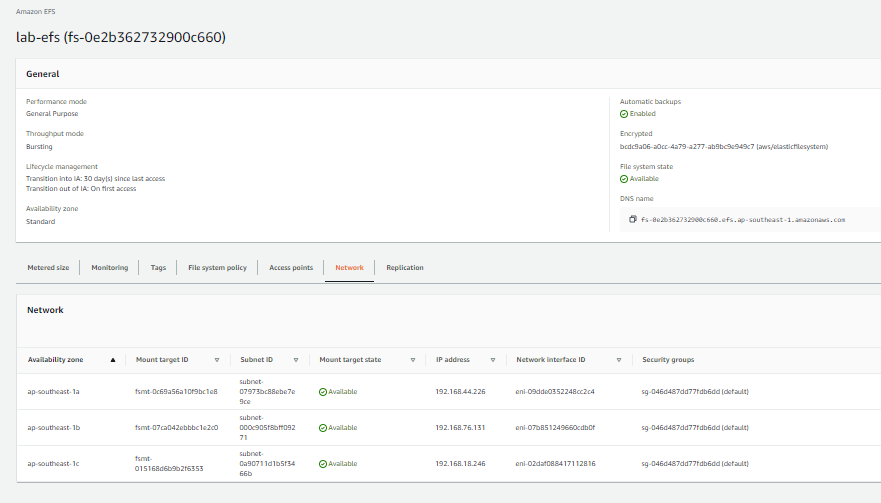 Amazon EFS
lab-efs (fs-0e2b362732900c660)
General
Performance mode
General Purpose
Throughput mode
Bursting
Lifecycle management
Transition into IA: 30 day(s) since last access
Transition out of IA: On first access
Availability zone
Standard
Automatic backups
Enabled
Encrypted
bcdc9a06-a0cc-4a79-a277-ab9bc9e949c7 (aws/elasticfilesystem)
File system state
Available
DNS name
fs-0e2b362732900c660.efs.ap-southeast-1.amazonaws.com
Metered size Monitoring Tags File system policy Access points Network Replication
Network
Availability zone Mount target ID Subnet ID Mount target state IP address Network interface ID Security groups
ap-southeast-1a fsmt-0c69a56a10f9bc1e8 subnet-07973bc88ebe7e9ce Available 192.168.44.226 eni-09dde0352248cc2c4 sg-046d487dd77fdb6dd (default)
ap-southeast-1b fsmt-07ca042ebbbc1e2c0 subnet-000c905f8bff09271 Available 192.168.76.131 eni-07b851249660cdb0f sg-046d487dd77fdb6dd (default)
ap-southeast-1c fsmt-015168d6b9b2f6353 subnet-0a90711d1b5f3466b Available 192.168.18.246 eni-02daf088417112816 sg-046d487dd77fdb6dd (default)